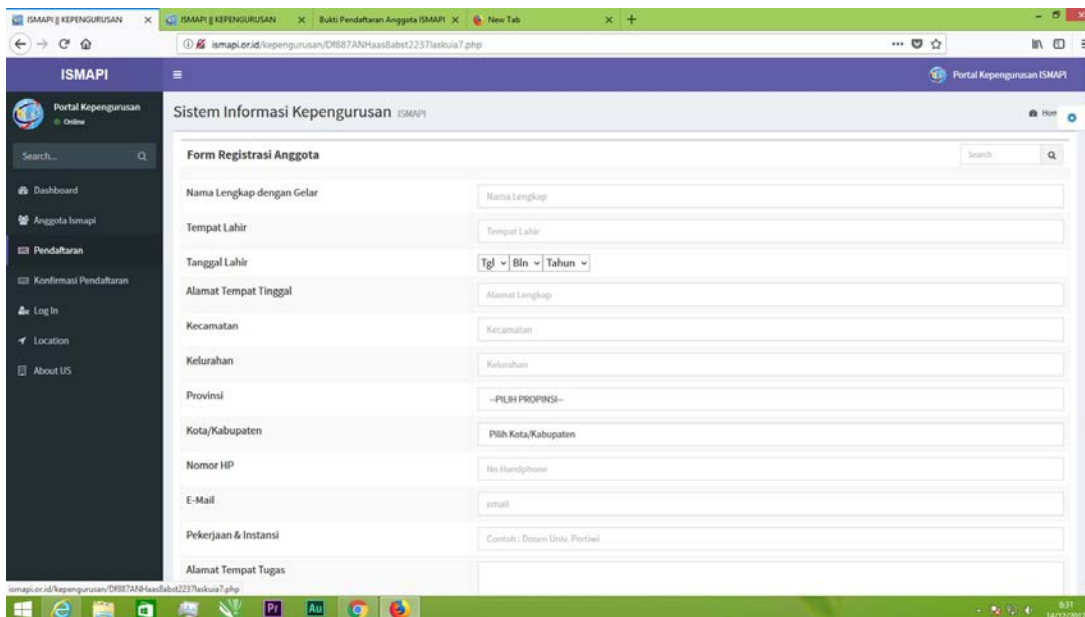 ISMAPI || KEPENGURUSAN
ISMAPI || KEPENGURUSAN
Bukti Pendaftaran Anggota ISMAPI
New Tab
ismapi.or.id/kepengurusan/Df887ANHaas8abst2237laskuia7.php
ISMAPI
Portal Kepengurusan ISMAPI
Portal Kepengurusan
Online
Sistem Informasi Kepengurusan ISMAPI
Search...
Form Registrasi Anggota
Search
Dashboard
Anggota Ismapi
Pendaftaran
Konfirmasi Pendaftaran
Log In
Location
About US
Nama Lengkap dengan Gelar
Nama Lengkap
Tempat Lahir
Tempat Lahir
Tanggal Lahir
Tgl Bln Tahun
Alamat Tempat Tinggal
Alamat Lengkap
Kecamatan
Kecamatan
Kelurahan
Kelurahan
Provinsi
--PILIH PROPINSI--
Kota/Kabupaten
Pilih Kota/Kabupaten
Nomor HP
No Handphone
E-Mail
email
Pekerjaan & Instansi
Contoh : Dosen Univ. Pertiwi
Alamat Tempat Tugas
ismapi.or.id/kepengurusan/Df887ANHaas8abst2237laskuia7.php
Pr
Au
8:31